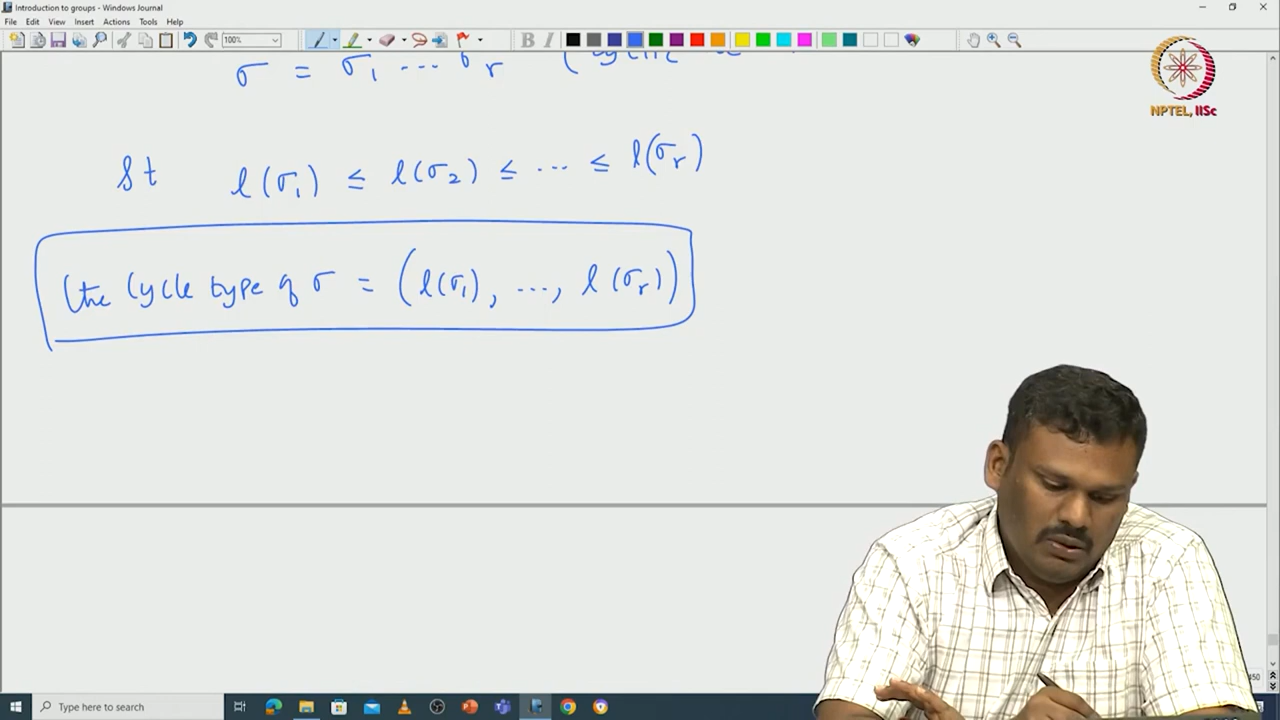 Introduction to groups - Windows Journal
File Edit View Insert Actions Tools Help
100%
NPTEL, IISc
σ = σ₁ ... σᵣ
St l(σ₁) ≤ l(σ₂) ≤ ... ≤ l(σᵣ)
The Cycle type of σ = (l(σ₁), ..., l(σᵣ))
Type here to search